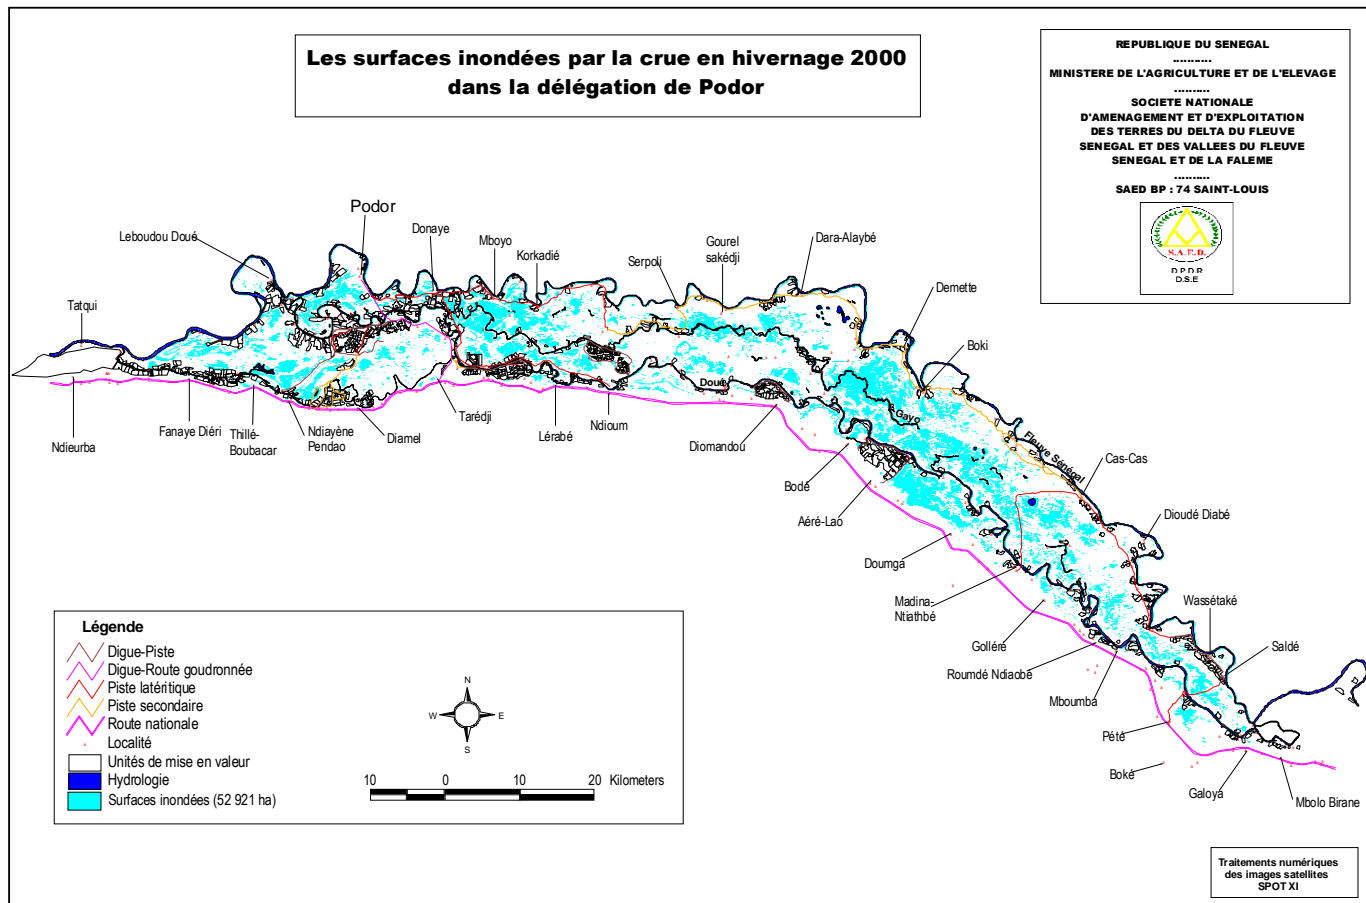 Les surfaces inondées par la crue en hivernage 2000
dans la délégation de Podor
REPUBLIQUE DU SENEGAL
...........
MINISTERE DE L'AGRICULTURE ET DE L'ELEVAGE
...........
SOCIETE NATIONALE
D'AMENAGEMENT ET D'EXPLOITATION
DES TERRES DU DELTA DU FLEUVE
SENEGAL ET DES VALLEES DU FLEUVE
SENEGAL ET DE LA FALEME
...........
SAED BP : 74 SAINT-LOUIS
S.A.E.D.
D P D R
D.S.E
Podor
Leboudou Doué
Donaye
Mboyo
Korkadié
Serpoli
Gourel
sakédji
Dara-Alaybé
Demette
Boki
Tatqui
Ndieurba
Fanaye Diéri
Thillé-
Boubacar
Ndiayène
Pendao
Diamel
Tarédji
Lérabé
Ndioum
Doué
Diomandou
Gayo
Fleuve Sénégal
Cas-Cas
Bodé
Aéré-Lao
Dioudé Diabé
Doumga
Madina-
Ntiathbé
Wassétaké
Golléré
Saldé
Roumdé Ndiaobé
Mboumba
Pété
Boké
Galoya
Mbolo Birane
Légende
Digue-Piste
Digue-Route goudronnée
Piste latéritique
Piste secondaire
Route nationale
Localité
Unités de mise en valeur
Hydrologie
Surfaces inondées (52 921 ha)
N
W
E
S
10 0 10 20 Kilometers
Traitements numériques
des images satellites
SPOT XI